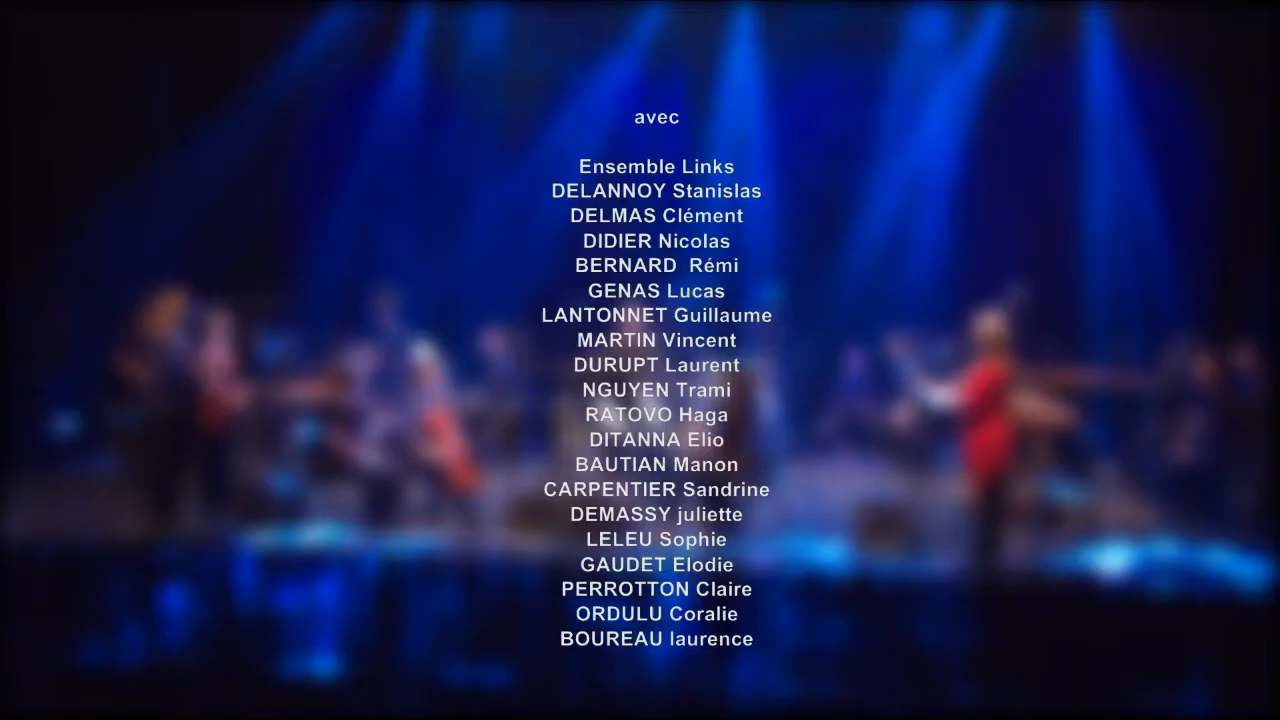 avec
Ensemble Links
DELANNOY Stanislas
DELMAS Clément
DIDIER Nicolas
BERNARD  Rémi
GENAS Lucas
LANTONNET Guillaume
MARTIN Vincent
DURUPT Laurent
NGUYEN Trami
RATOVO Haga
DITANNA Elio
BAUTIAN Manon
CARPENTIER Sandrine
DEMASSY juliette
LELEU Sophie
GAUDET Elodie
PERROTTON Claire
ORDULU Coralie
BOUREAU laurence